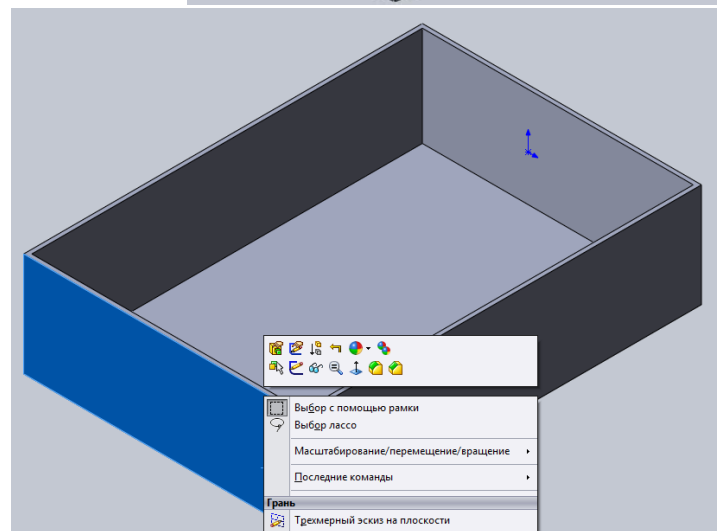 Выбор с помощью рамки
Выбор лассо
Масштабирование/перемещение/вращение
Последние команды
Грань
Трехмерный эскиз на плоскости